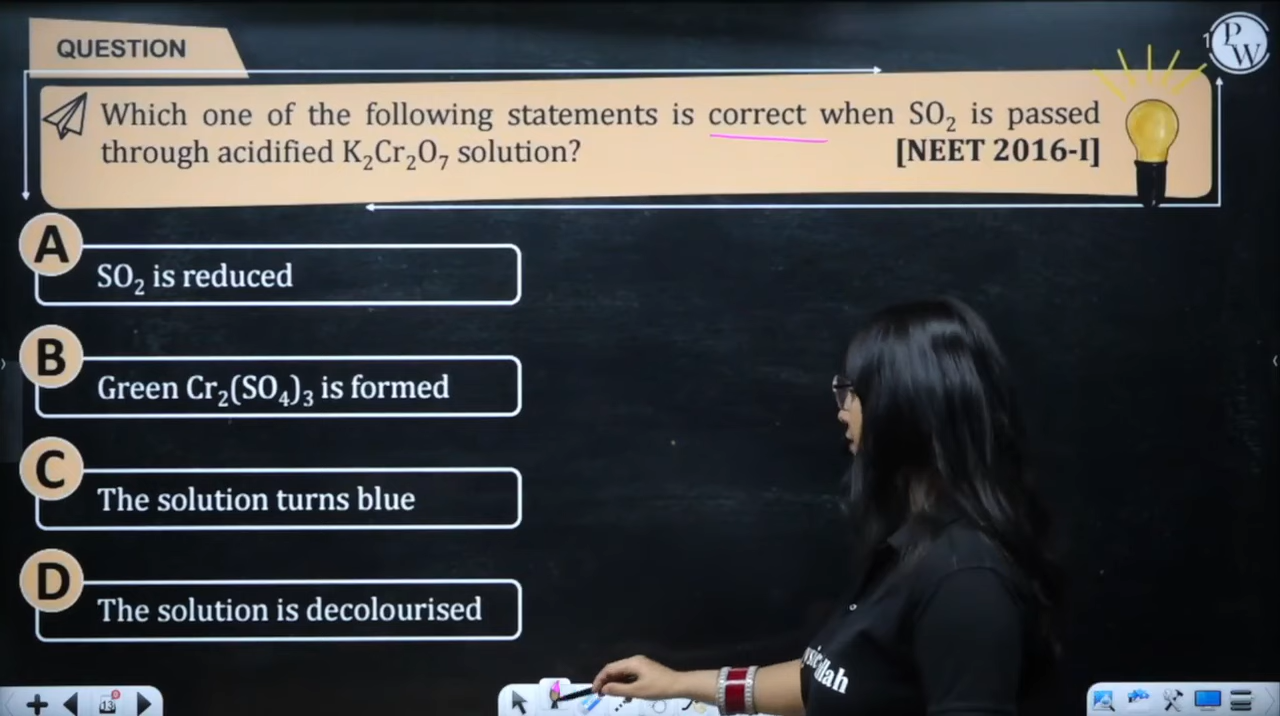 QUESTION
PW
Which one of the following statements is correct when SO₂ is passed
through acidified K₂Cr₂O₇ solution? [NEET 2016-I]
A
SO₂ is reduced
B
Green Cr₂(SO₄)₃ is formed
C
The solution turns blue
D
The solution is decolourised
13